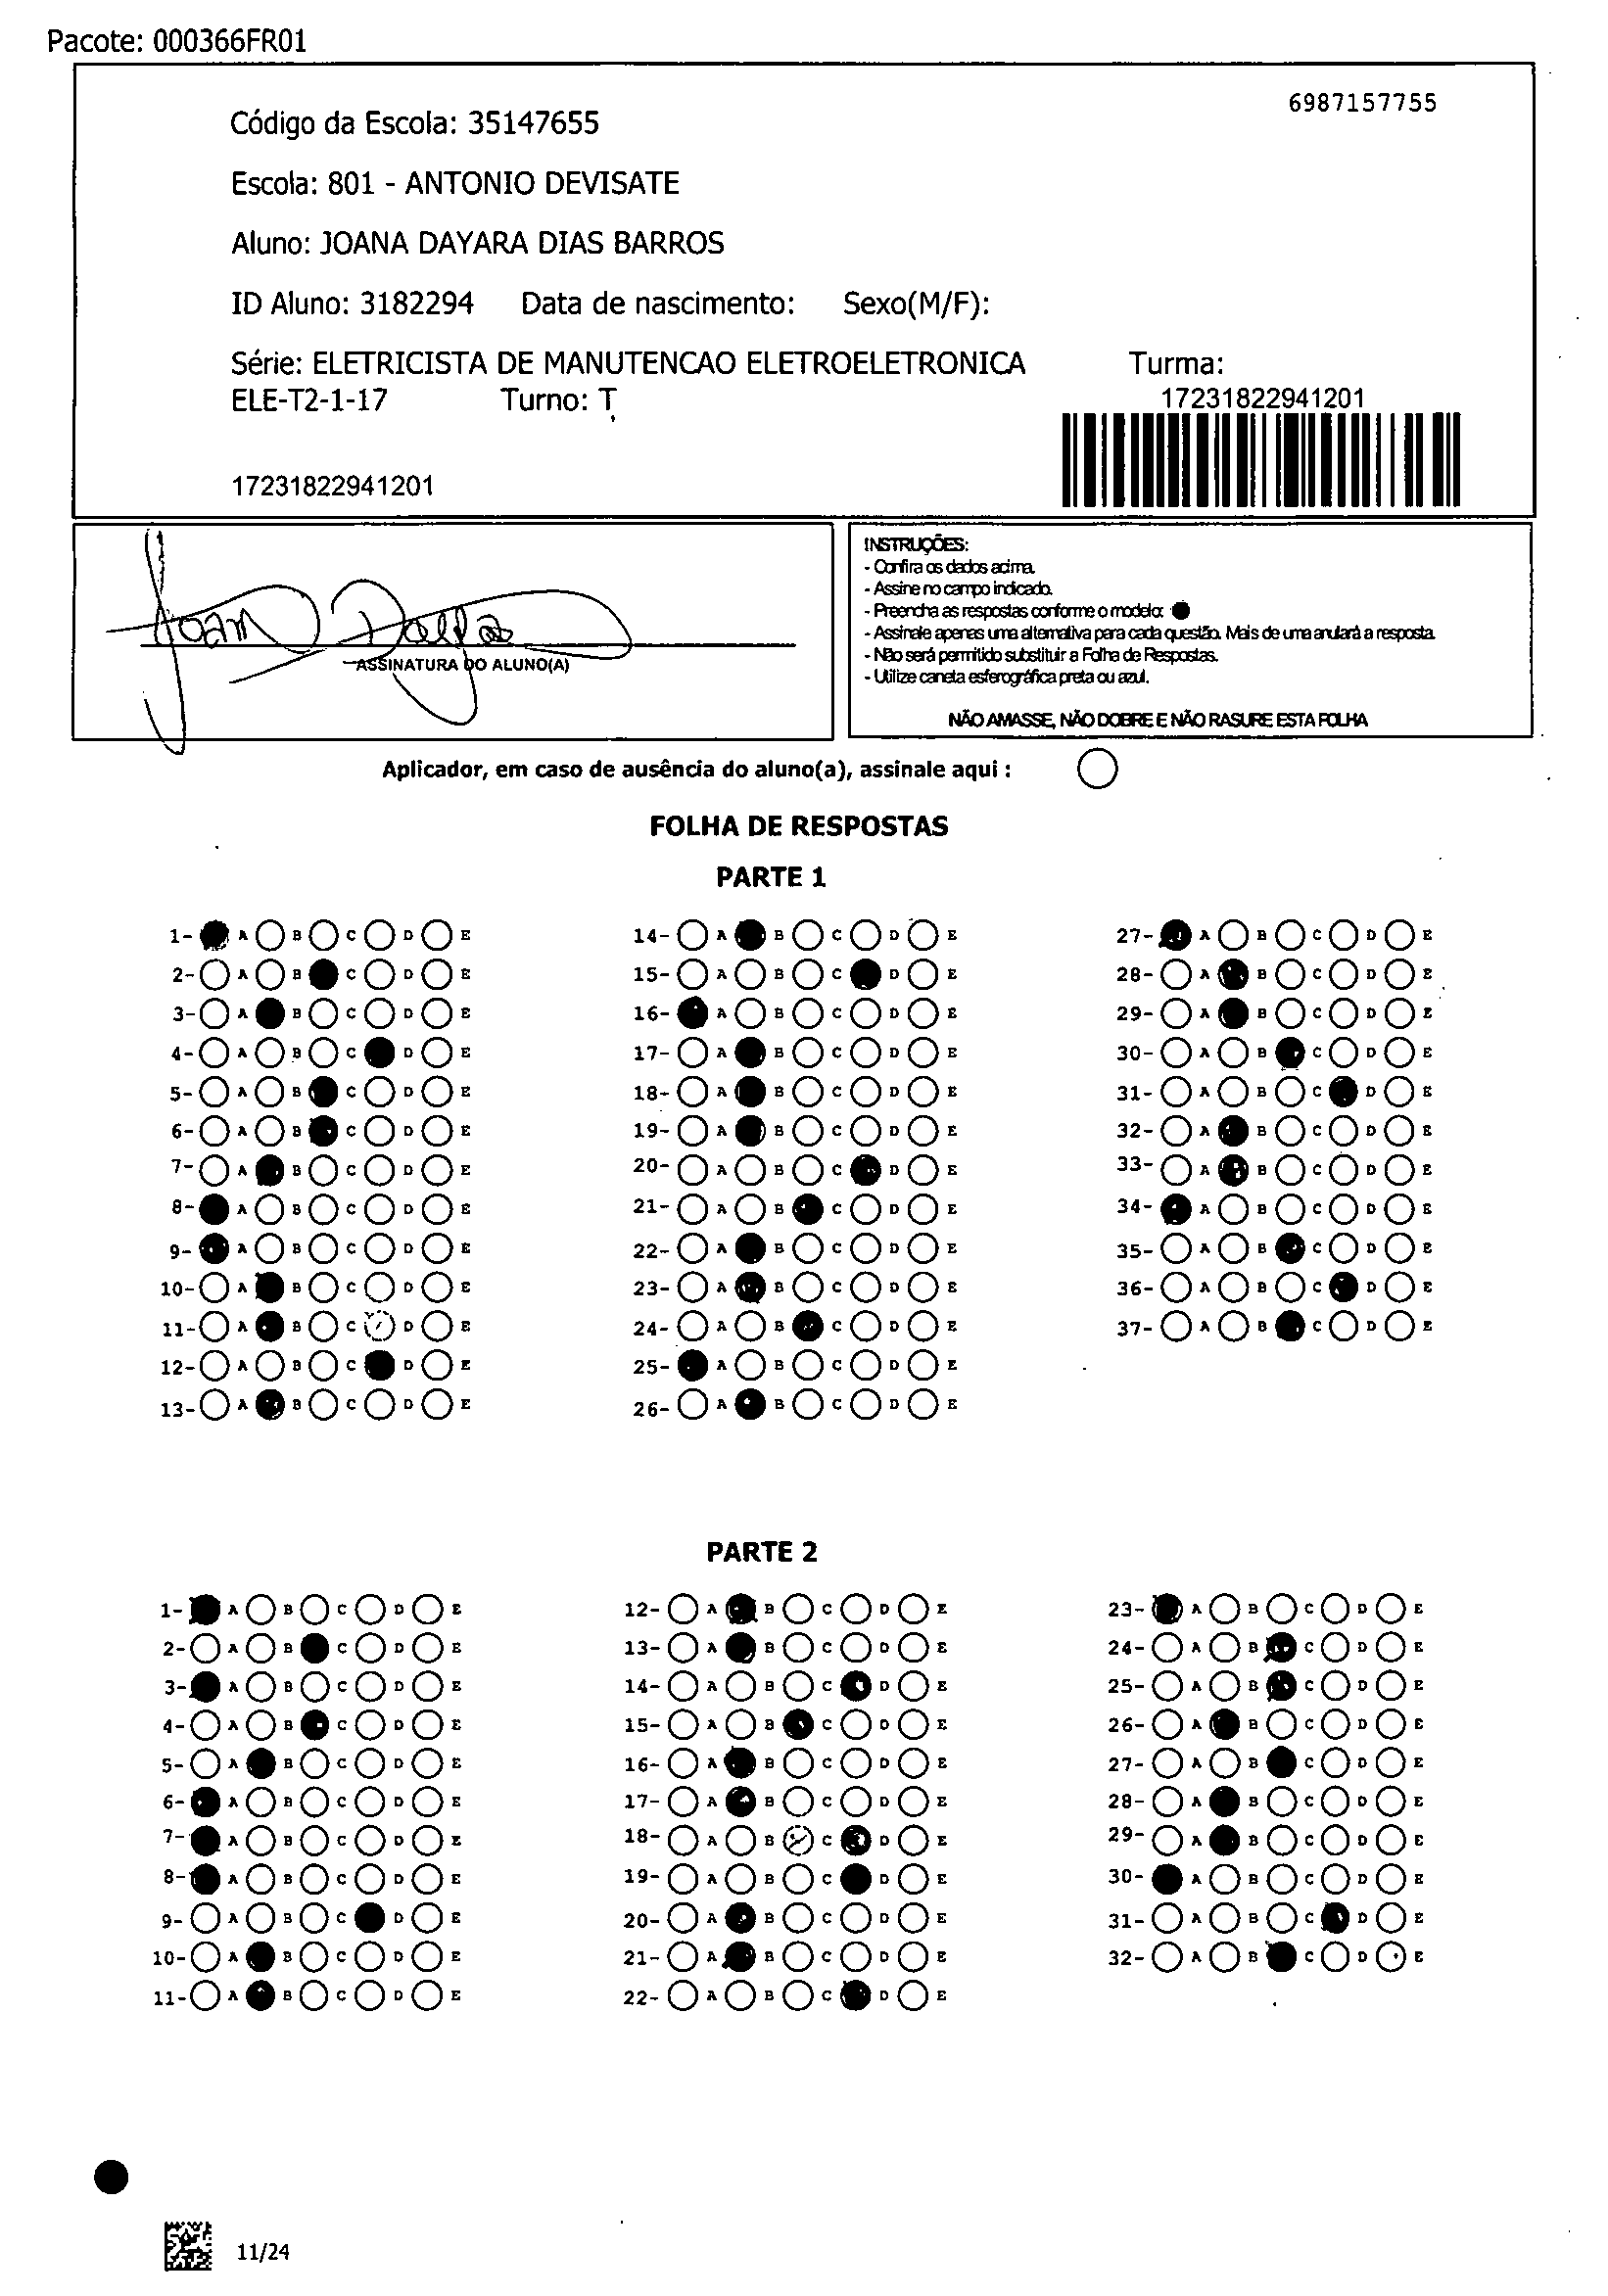 Pacote: 000366FR01
6987157755
Código da Escola: 35147655
Escola: 801 - ANTONIO DEVISATE
Aluno: JOANA DAYARA DIAS BARROS
ID Aluno: 3182294 Data de nascimento: Sexo(M/F):
Série: ELETRICISTA DE MANUTENCAO ELETROELETRONICA Turma:
ELE-T2-1-17 Turno: T
17231822941201
17231822941201
ASSINATURA DO ALUNO(A)
INSTRUÇÕES:
- Confira os dados acima.
- Assine no campo indicado.
- Preencha as respostas conforme o modelo:
- Assinale apenas uma alternativa para cada questão. Mais de uma anulará a resposta.
- Não será permitido substituir a Folha de Respostas.
- Utilize caneta esferográfica preta ou azul.
NÃO AMASSE, NÃO DOBRE E NÃO RASURE ESTA FOLHA
Aplicador, em caso de ausência do aluno(a), assinale aqui :
FOLHA DE RESPOSTAS
PARTE 1
1- A B C D E 14- A B C D E 27- A B C D E
2- A B C D E 15- A B C D E 28- A B C D E
3- A B C D E 16- A B C D E 29- A B C D E
4- A B C D E 17- A B C D E 30- A B C D E
5- A B C D E 18- A B C D E 31- A B C D E
6- A B C D E 19- A B C D E 32- A B C D E
7- A B C D E 20- A B C D E 33- A B C D E
8- A B C D E 21- A B C D E 34- A B C D E
9- A B C D E 22- A B C D E 35- A B C D E
10- A B C D E 23- A B C D E 36- A B C D E
11- A B C D E 24- A B C D E 37- A B C D E
12- A B C D E 25- A B C D E
13- A B C D E 26- A B C D E
PARTE 2
1- A B C D E 12- A B C D E 23- A B C D E
2- A B C D E 13- A B C D E 24- A B C D E
3- A B C D E 14- A B C D E 25- A B C D E
4- A B C D E 15- A B C D E 26- A B C D E
5- A B C D E 16- A B C D E 27- A B C D E
6- A B C D E 17- A B C D E 28- A B C D E
7- A B C D E 18- A B C D E 29- A B C D E
8- A B C D E 19- A B C D E 30- A B C D E
9- A B C D E 20- A B C D E 31- A B C D E
10- A B C D E 21- A B C D E 32- A B C D E
11- A B C D E 22- A B C D E
11/24